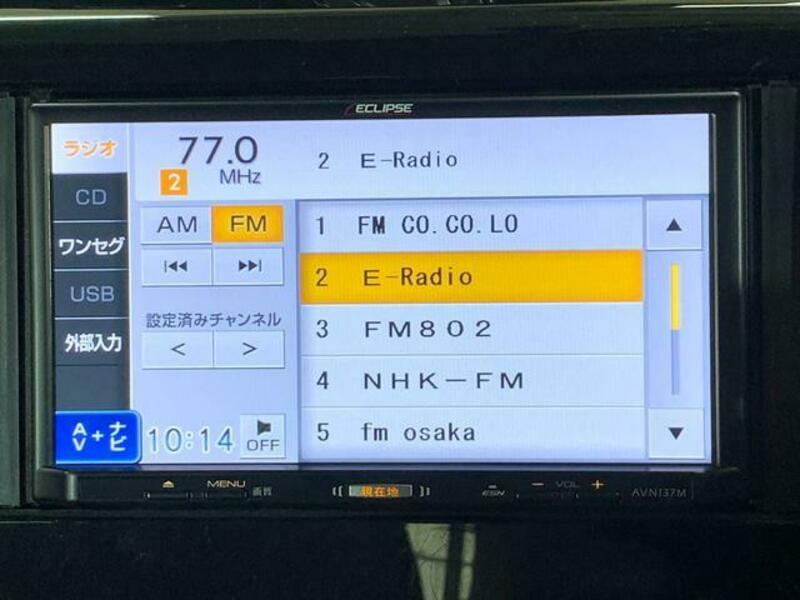 ECLIPSE
ラジオ
77.0
MHz
2
2 E-Radio
CD
ワンセグ
USB
外部入力
AV+ナビ
AM FM
設定済みチャンネル
< >
10:14
OFF
1 FM CO.CO.LO
2 E-Radio
3 FM802
4 NHK-FM
5 fm osaka
MENU 画質
現在地
ESN
- VOL +
AVN137M